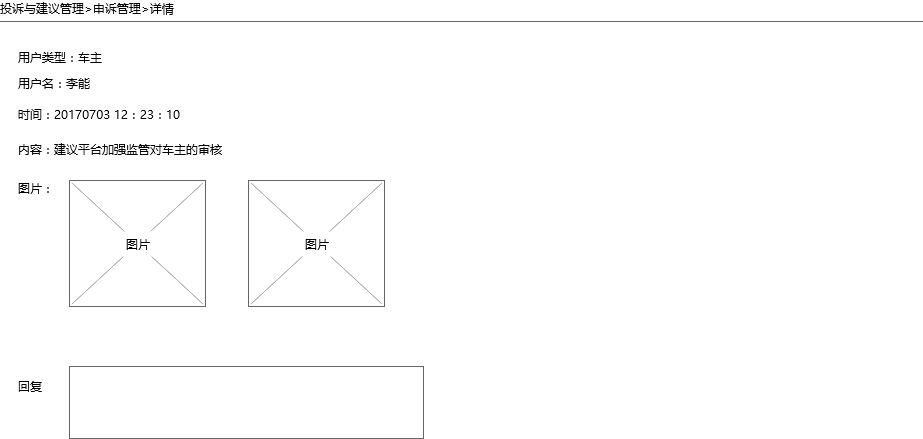 投诉与建议管理>申诉管理>详情
用户类型：车主
用户名：李能
时间：20170703 12：23：10
内容：建议平台加强监管对车主的审核
图片：
图片
图片
回复